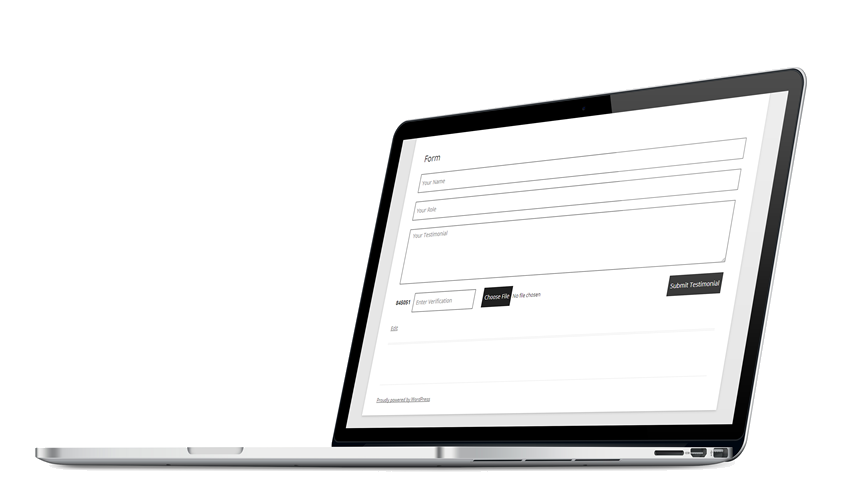 Form
Your Name
Your Role
Your Testimonial
Submit Testimonial
Enter Verification Choose File No file chosen
Edit
Proudly powered by WordPress